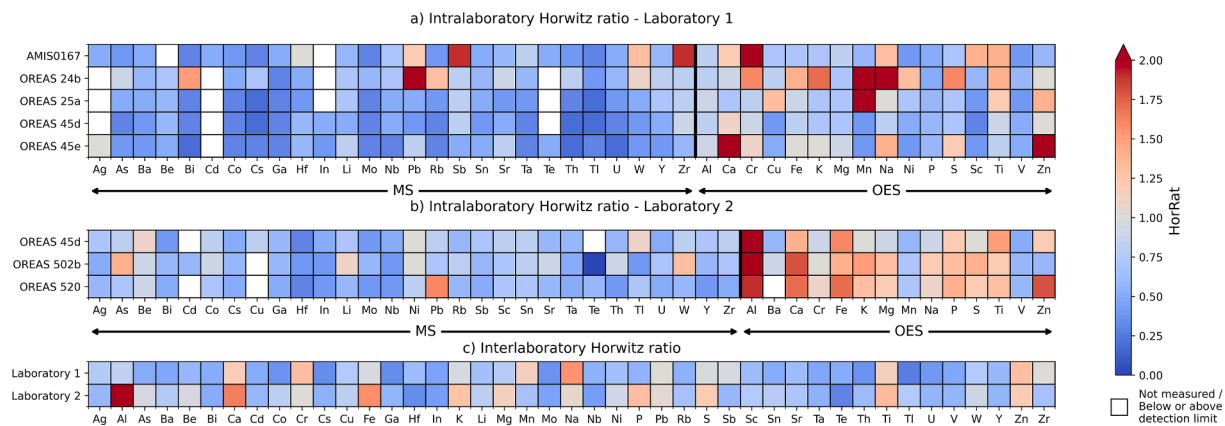 a) Intralaboratory Horwitz ratio - Laboratory 1
AMIS0167
OREAS 24b
OREAS 25a
OREAS 45d
OREAS 45e
Ag As Ba Be Bi Cd Co Cs Ga Hf In Li Mo Nb Pb Rb Sb Sn Sr Ta Te Th Tl U W Y Zr Al Ca Cr Cu Fe K Mg Mn Na Ni P S Sc Ti V Zn
MS OES
b) Intralaboratory Horwitz ratio - Laboratory 2
OREAS 45d
OREAS 502b
OREAS 520
Ag As Be Bi Cd Co Cs Cu Ga Hf In Li Mo Nb Ni Pb Rb Sb Sc Sn Sr Ta Te Th Tl U W Y Zr Al Ba Ca Cr Fe K Mg Mn Na P S Ti V Zn
MS OES
c) Interlaboratory Horwitz ratio
Laboratory 1
Laboratory 2
Ag Al As Ba Be Bi Ca Cd Co Cr Cs Cu Fe Ga Hf In K Li Mg Mn Mo Na Nb Ni P Pb Rb S Sb Sc Sn Sr Ta Te Th Ti Tl U V W Y Zn Zr
2.00
1.75
1.50
1.25
1.00
0.75
0.50
0.25
0.00
HorRat
Not measured /
Below or above
detection limit